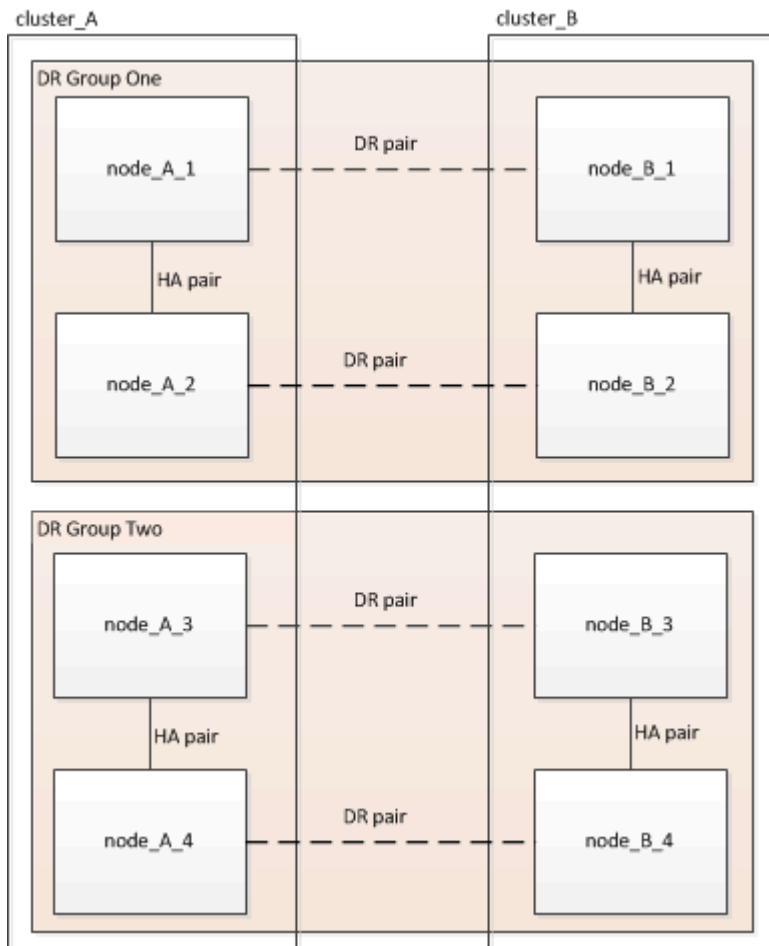 cluster_A
cluster_B
DR Group One
node_A_1
DR pair
node_B_1
HA pair
HA pair
node_A_2
DR pair
node_B_2
DR Group Two
node_A_3
DR pair
node_B_3
HA pair
HA pair
node_A_4
DR pair
node_B_4